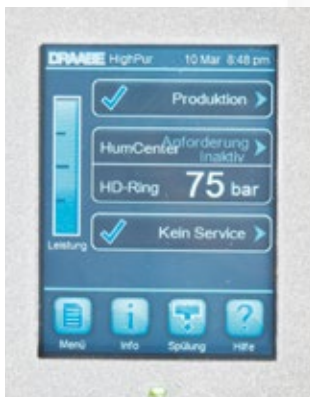 DRAABE HighPur 10 Mar 8:48 pm
Produktion
HumCenter Anforderung
Inaktiv
HD-Ring 75 bar
Kein Service
Leistung
Menü Info Spülung Hilfe